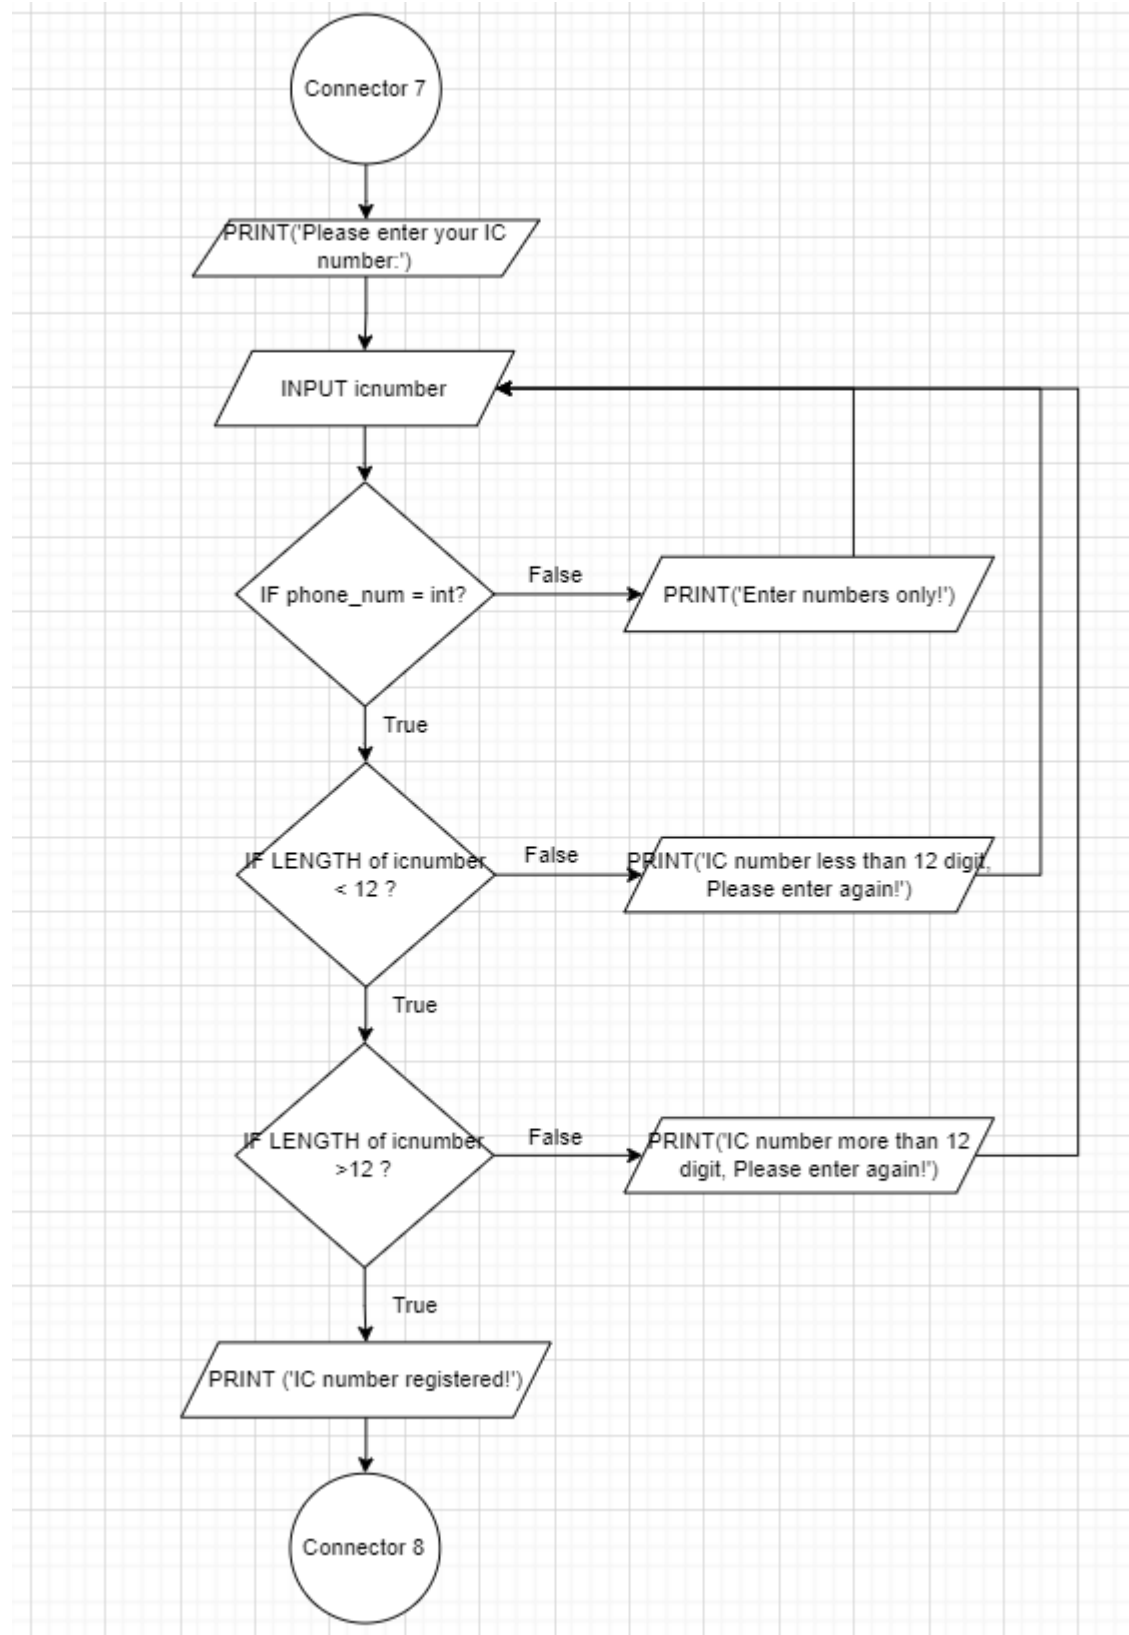 Connector 7
PRINT('Please enter your IC
number:')
INPUT icnumber
IF phone_num = int?
False
PRINT('Enter numbers only!')
True
IF LENGTH of icnumber
< 12 ?
False
PRINT('IC number less than 12 digit,
Please enter again!')
True
IF LENGTH of icnumber
>12 ?
False
PRINT('IC number more than 12
digit, Please enter again!')
True
PRINT ('IC number registered!')
Connector 8